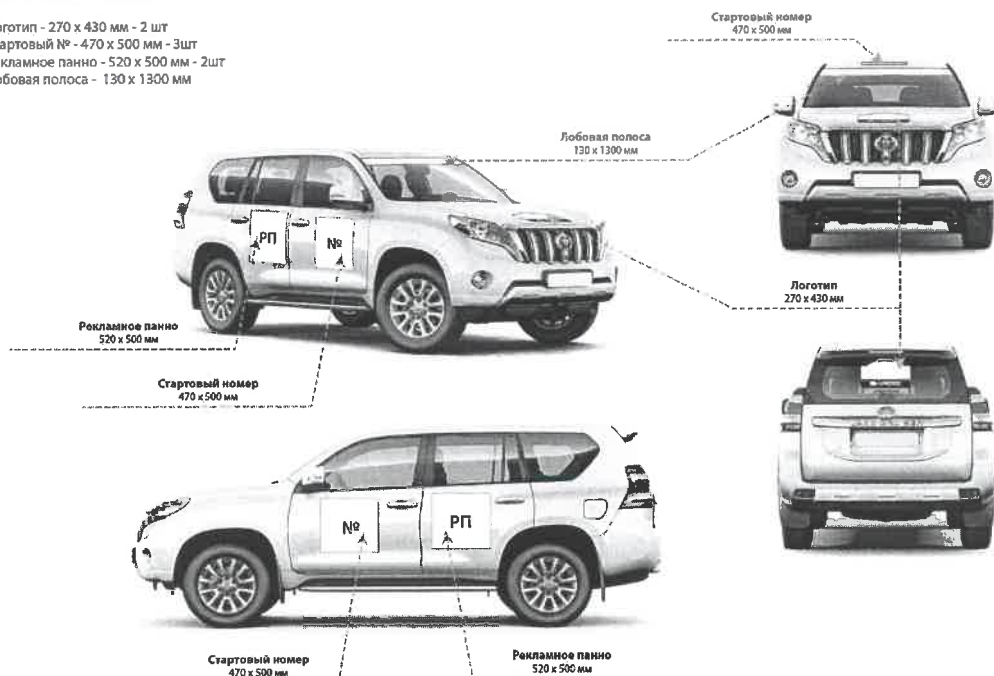 оготип - 270 х 430 мм - 2 шт
артовый № - 470 х 500 мм - 3шт
екламное панно - 520 х 500 мм - 2шт
обовая полоса - 130 х 1300 мм
Стартовый номер
470 х 500 мм
Лобовая полоса
130 х 1300 мм
РП
№
Логотип
270 х 430 мм
Рекламное панно
520 х 500 мм
Стартовый номер
470 х 500 мм
№
РП
Стартовый номер
470 х 500 мм
Рекламное панно
520 х 500 мм